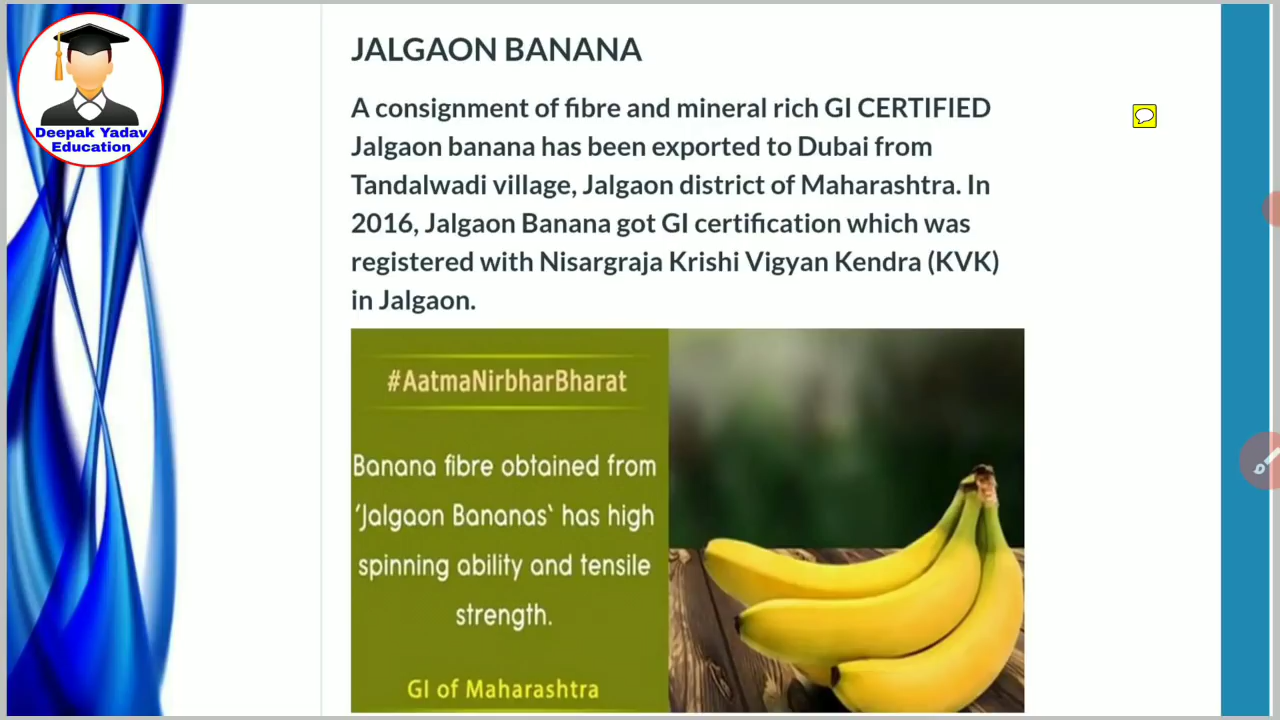 Deepak Yadav
Education
JALGAON BANANA
A consignment of fibre and mineral rich GI CERTIFIED
Jalgaon banana has been exported to Dubai from
Tandalwadi village, Jalgaon district of Maharashtra. In
2016, Jalgaon Banana got GI certification which was
registered with Nisargraja Krishi Vigyan Kendra (KVK)
in Jalgaon.
#AatmaNirbharBharat
Banana fibre obtained from
‘Jalgaon Bananas‘ has high
spinning ability and tensile
strength.
GI of Maharashtra